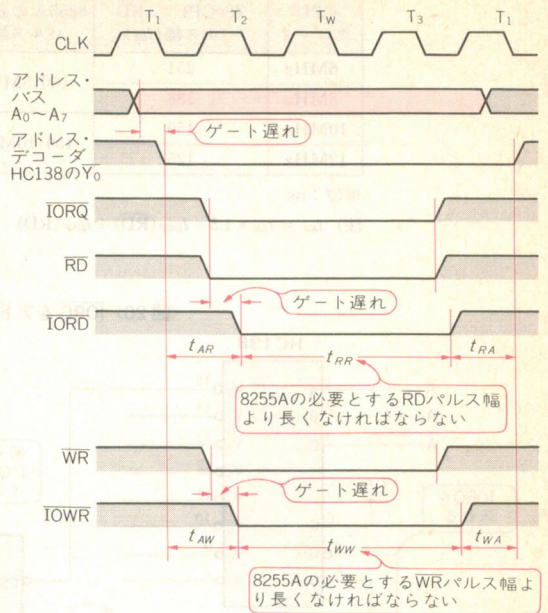 T₁ T₂ Tw T₃ T₁
CLK
アドレス・
バス
A₀~A₇
ゲート遅れ
アドレス・
デコーダ
HC138のY₀
IORQ
RD
ゲート遅れ
IORD
tAR tRR tRA
8255Aの必要とするRDパルス幅
より長くなければならない
WR
ゲート遅れ
IOWR
tAW tWW tWA
8255Aの必要とするWRパルス幅よ
り長くなければならない